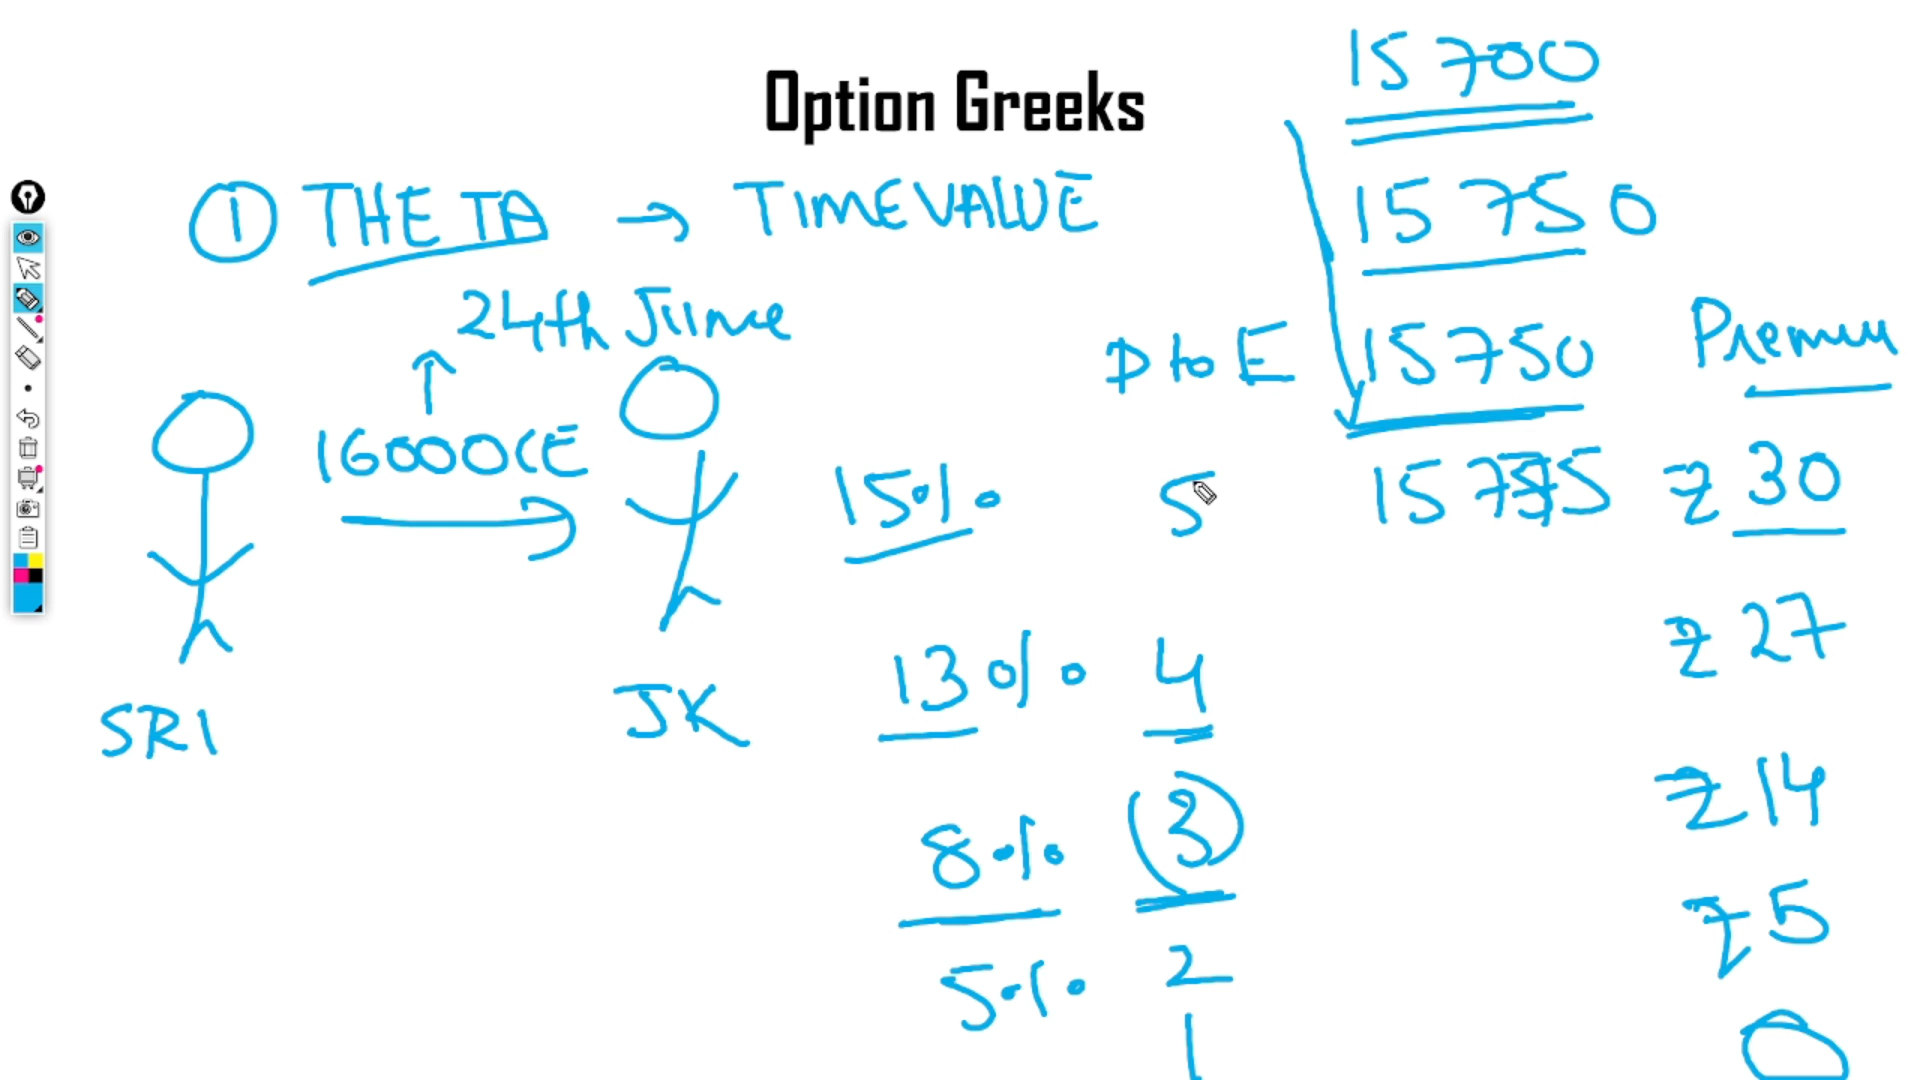 Option Greeks
15700
① THETA → TIMEVALUE
15750
24th June
D to E 15750
16000CE
15% 5 15775 ₹ 30
13% 4 ₹ 27
SRI JK
8% 3 ₹ 14
5% 2 ₹ 5
1 0